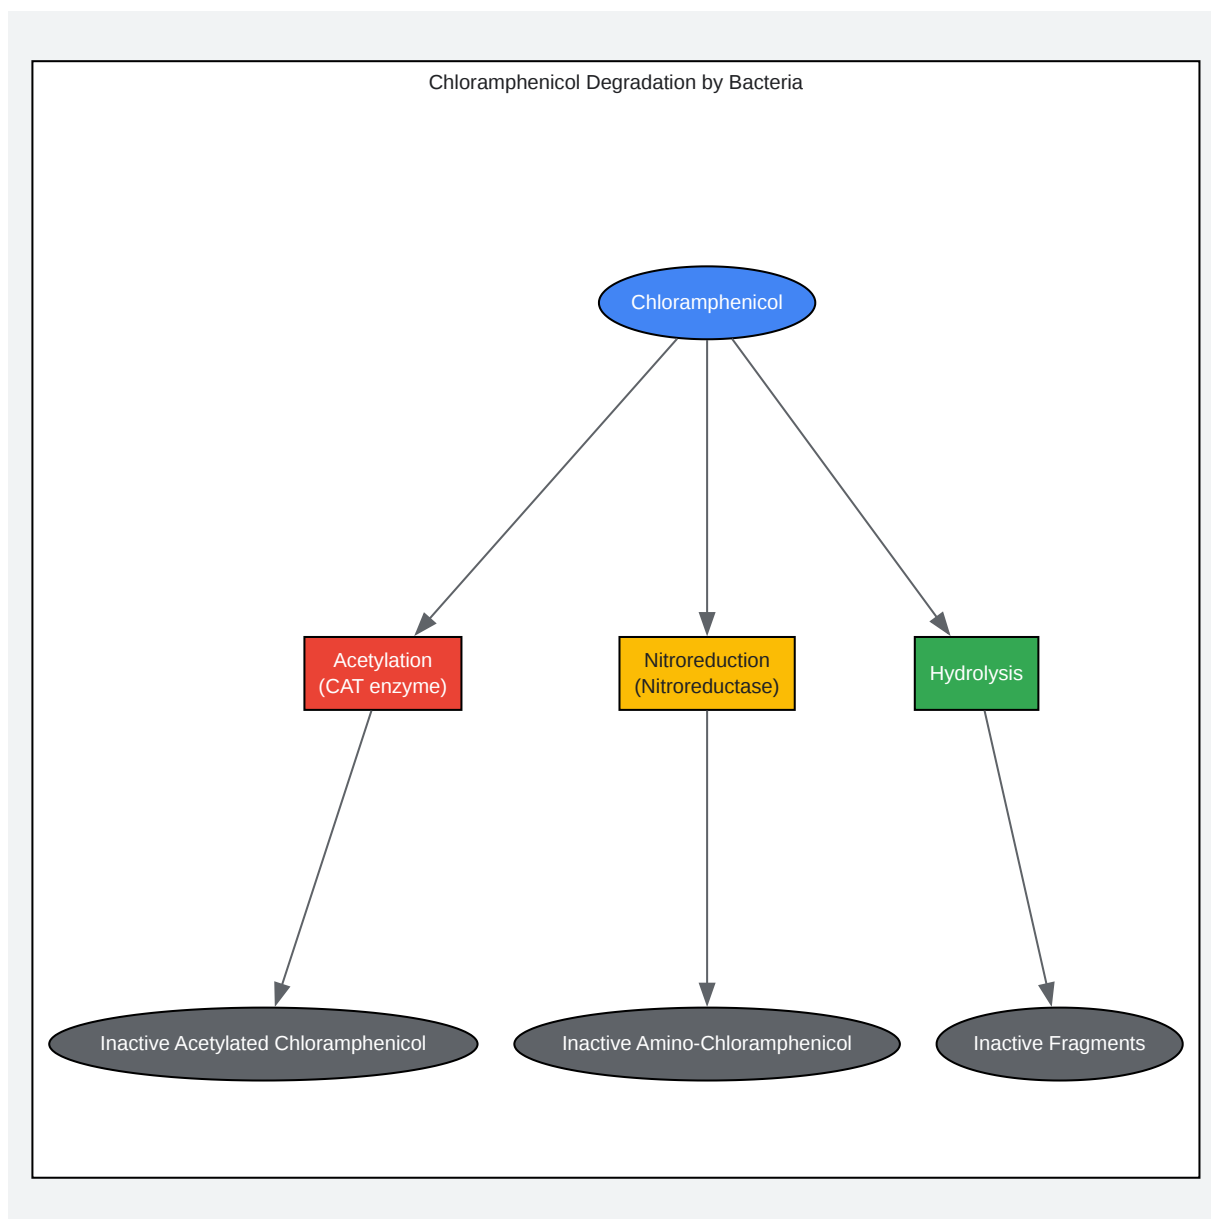 Chloramphenicol Degradation by Bacteria
Chloramphenicol
Acetylation
(CAT enzyme)
Nitroreduction
(Nitroreductase)
Hydrolysis
Inactive Acetylated Chloramphenicol
Inactive Amino-Chloramphenicol
Inactive Fragments